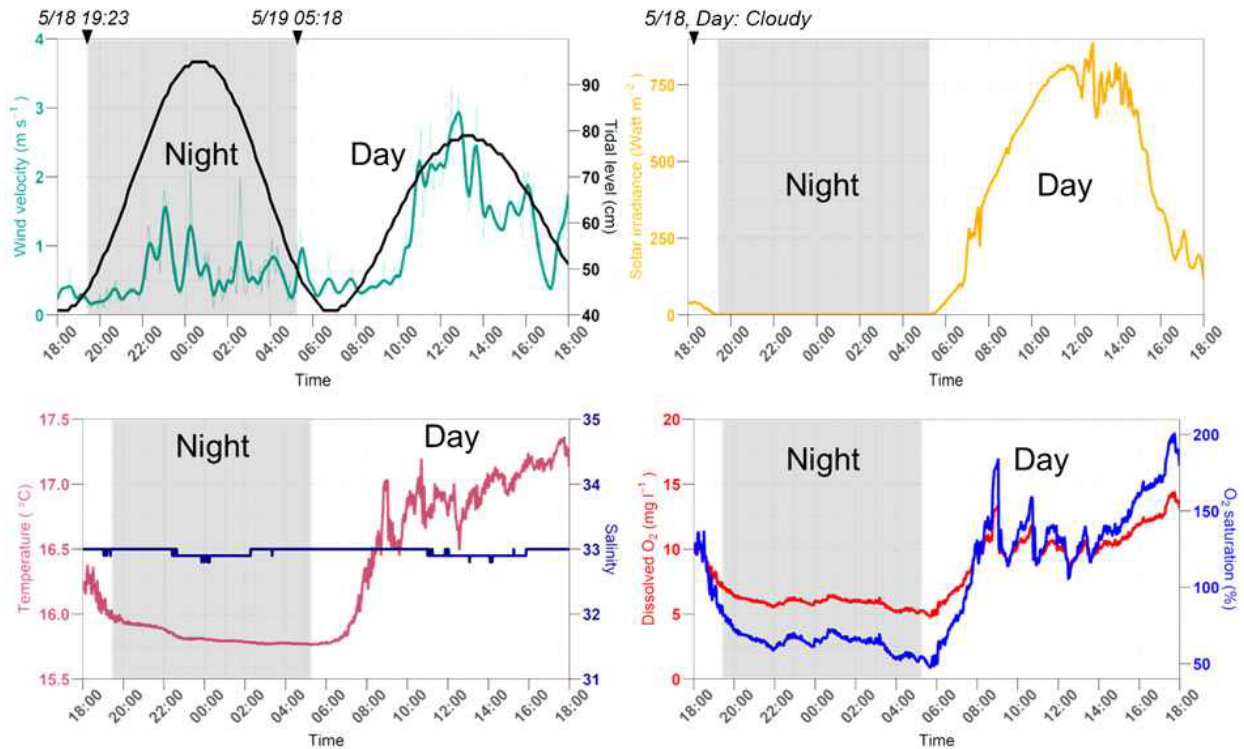 5/18 19:23
5/19 05:18
5/18, Day: Cloudy
4
3
2
1
0
Wind velocity (m s⁻¹)
Night
Day
90
80
70
60
50
40
Tidal level (cm)
18:00 20:00 22:00 00:00 02:00 04:00 06:00 08:00 10:00 12:00 14:00 16:00 18:00
Time
750
500
250
0
Solar irradiance (Watt m⁻²)
Night
Day
18:00 20:00 22:00 00:00 02:00 04:00 06:00 08:00 10:00 12:00 14:00 16:00 18:00
Time
17.5
17.0
16.5
16.0
15.5
Temperature (°C)
Night
Day
35
34
33
32
31
Salinity
18:00 20:00 22:00 00:00 02:00 04:00 06:00 08:00 10:00 12:00 14:00 16:00 18:00
Time
20
15
10
5
0
Dissolved O₂ (mg l⁻¹)
Night
Day
200
150
100
50
O₂ saturation (%)
18:00 20:00 22:00 00:00 02:00 04:00 06:00 08:00 10:00 12:00 14:00 16:00 18:00
Time